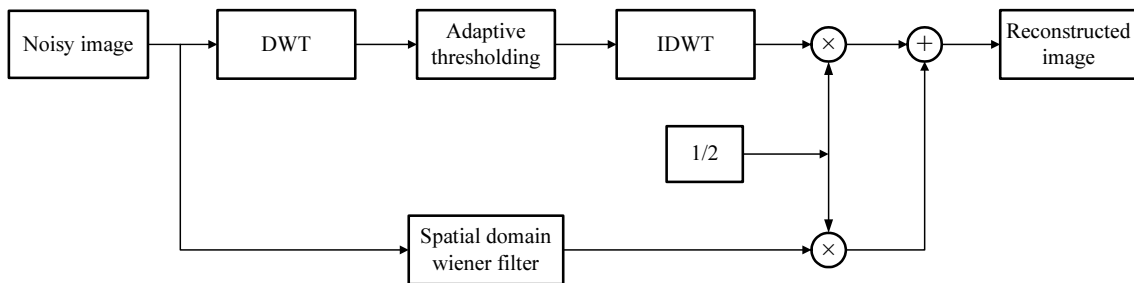 Noisy image
DWT
Adaptive
thresholding
IDWT
×
+
Reconstructed
image
1/2
Spatial domain
wiener filter
×